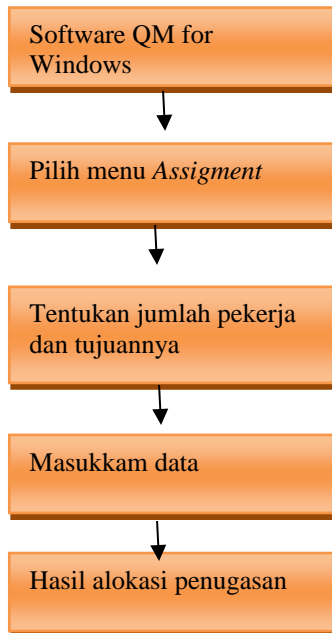 Software QM for
Windows
Pilih menu Assigment
Tentukan jumlah pekerja
dan tujuannya
Masukkam data
Hasil alokasi penugasan